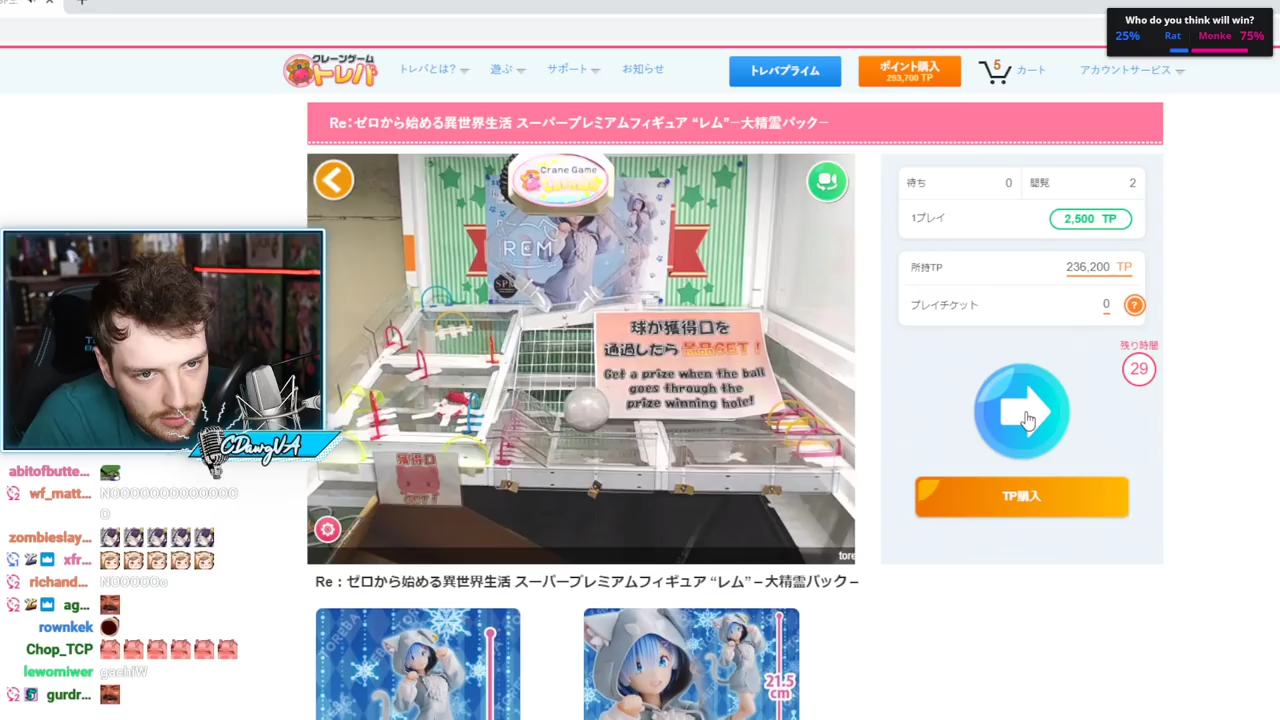 Who do you think will win?
25% Rat Monke 75%
クレーンゲーム
トレバ
トレバとは?
遊ぶ
サポート
お知らせ
トレバプライム
ポイント購入
293,700 TP
5
カート
アカウントサービス
Re:ゼロから始める異世界生活 スーパープレミアムフィギュア “レム”－大精霊パック－
Crane Game
REM
球が獲得口を
通過したら 景品GET!
Get a prize when the ball
goes through the
prize winning hole!
獲得口
tore
待ち 0 閲覧 2
1プレイ 2,500 TP
所持TP 236,200 TP
プレイチケット 0 ?
残り時間
29
TP購入
CDawgVA
abitofbutte...
wf_matt... NOOOOOOOOOOOOO
O
zombieslay...
xfr...
richand... NOOOOOo
ag...
rownkek
Chop_TCP
lewomiwer gachiW
gurdr...
Re：ゼロから始める異世界生活 スーパープレミアムフィギュア “レム” – 大精霊パック –
21.5
cm